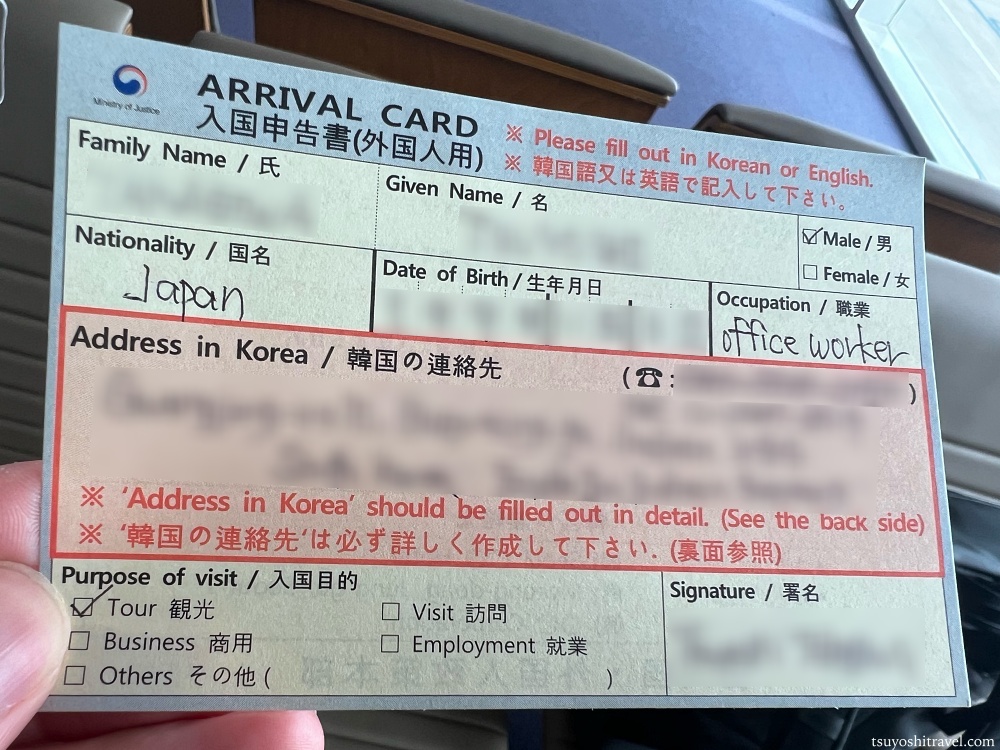 Ministry of Justice
ARRIVAL CARD
入国申告書(外国人用)
※ Please fill out in Korean or English.
※ 韓国語又は英語で記入して下さい。
Family Name / 氏
Given Name / 名
☑ Male / 男
☐ Female / 女
Nationality / 国名
Japan
Date of Birth / 生年月日
Occupation / 職業
office worker
Address in Korea / 韓国の連絡先
(☎: )
※ 'Address in Korea' should be filled out in detail. (See the back side)
※ '韓国の連絡先'は必ず詳しく作成して下さい. (裏面参照)
Purpose of visit / 入国目的
☑ Tour 観光
☐ Visit 訪問
☐ Business 商用
☐ Employment 就業
☐ Others その他 ( )
Signature / 署名
tsuyoshitravel.com